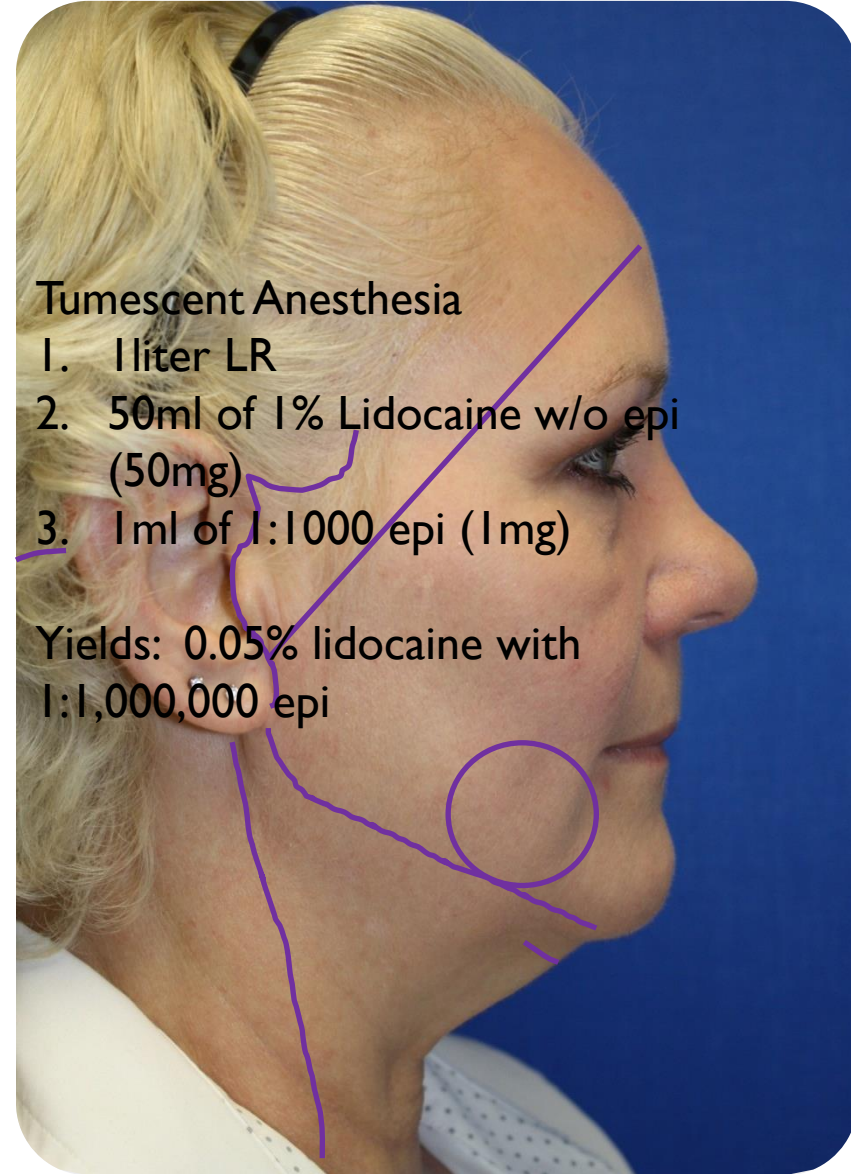 Tumescent Anesthesia
1. 1liter LR
2. 50ml of 1% Lidocaine w/o epi
(50mg)
3. 1ml of 1:1000 epi (1mg)
Yields: 0.05% lidocaine with
1:1,000,000 epi